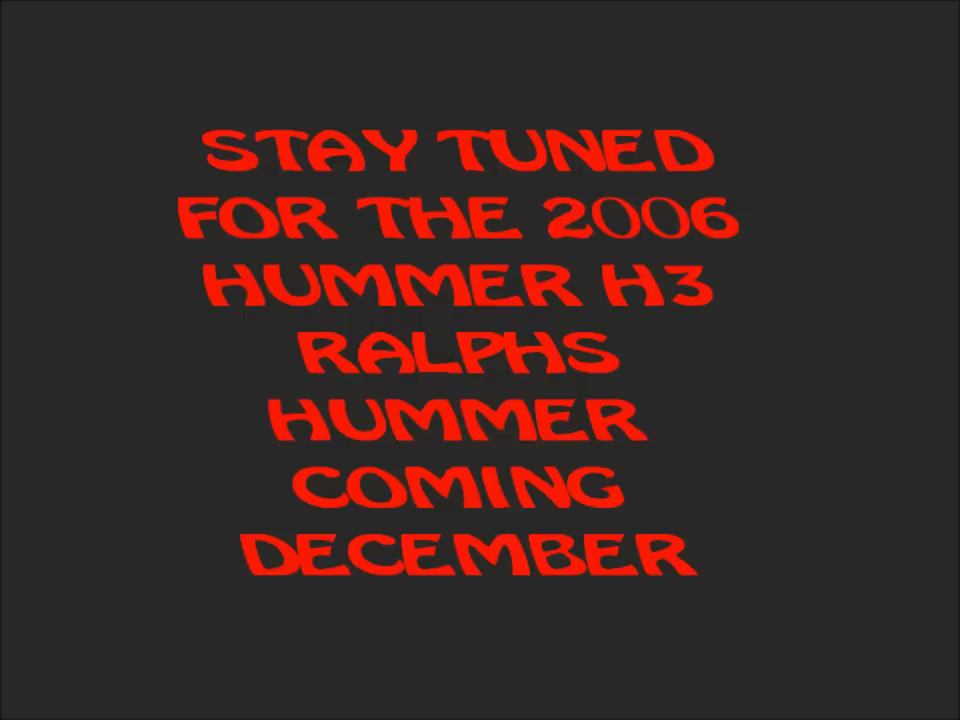 STAY TUNED
FOR THE 2006
HUMMER H3
RALPHS
HUMMER
COMING
DECEMBER